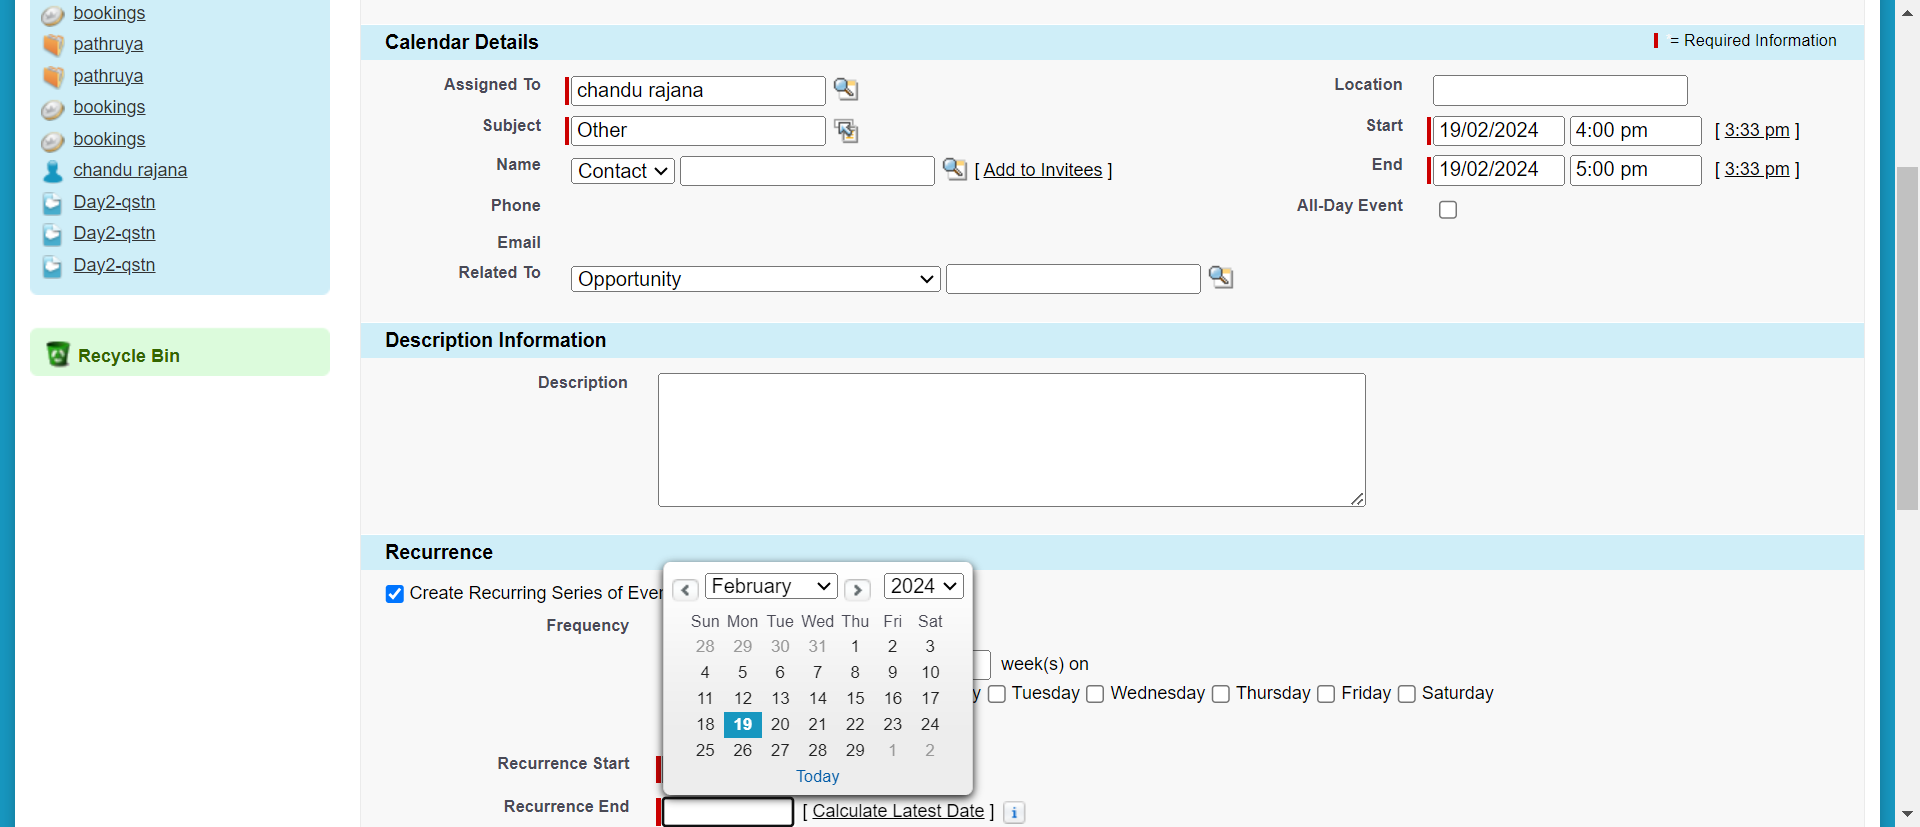 bookings
pathruya
pathruya
bookings
bookings
chandu rajana
Day2-qstn
Day2-qstn
Day2-qstn
Recycle Bin
Calendar Details
= Required Information
Assigned To chandu rajana
Location
Subject Other
Start 19/02/2024 4:00 pm [ 3:33 pm ]
Name Contact [ Add to Invitees ]
End 19/02/2024 5:00 pm [ 3:33 pm ]
Phone
All-Day Event
Email
Related To Opportunity
Description Information
Description
Recurrence
Create Recurring Series of
Frequency
week(s) on
Tuesday Wednesday Thursday Friday Saturday
February 2024
Sun Mon Tue Wed Thu Fri Sat
28 29 30 31 1 2 3
4 5 6 7 8 9 10
11 12 13 14 15 16 17
18 19 20 21 22 23 24
25 26 27 28 29 1 2
Today
Recurrence Start
Recurrence End [ Calculate Latest Date ] i